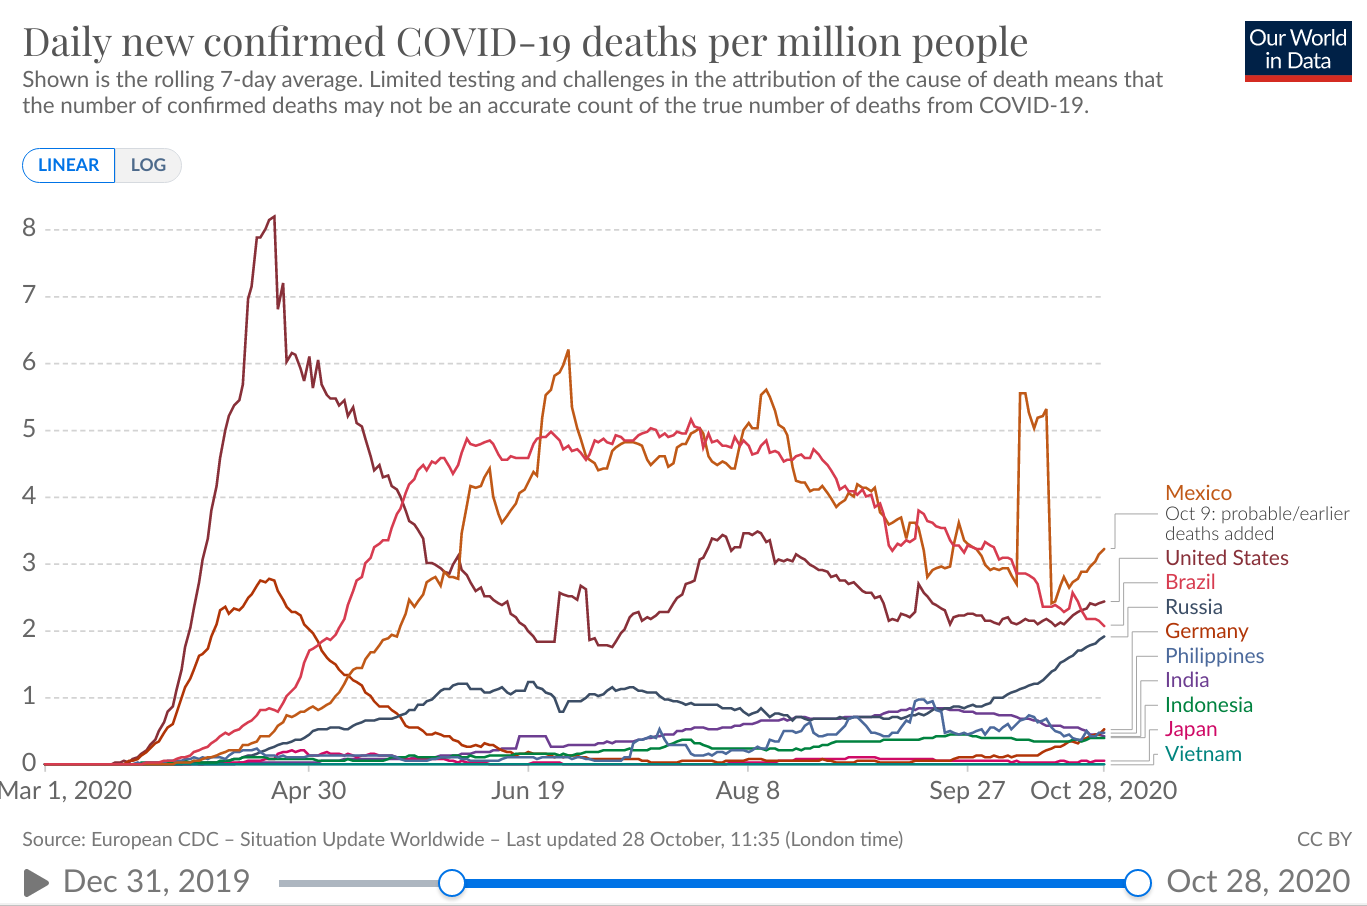 Daily new confirmed COVID-19 deaths per million people
Our World
in Data
Shown is the rolling 7-day average. Limited testing and challenges in the attribution of the cause of death means that
the number of confirmed deaths may not be an accurate count of the true number of deaths from COVID-19.
LINEAR LOG
8
7
6
5
4
3
2
1
0
Mexico
Oct 9: probable/earlier
deaths added
United States
Brazil
Russia
Germany
Philippines
India
Indonesia
Japan
Vietnam
Mar 1, 2020 Apr 30 Jun 19 Aug 8 Sep 27 Oct 28, 2020
Source: European CDC – Situation Update Worldwide – Last updated 28 October, 11:35 (London time) CC BY
Dec 31, 2019 Oct 28, 2020